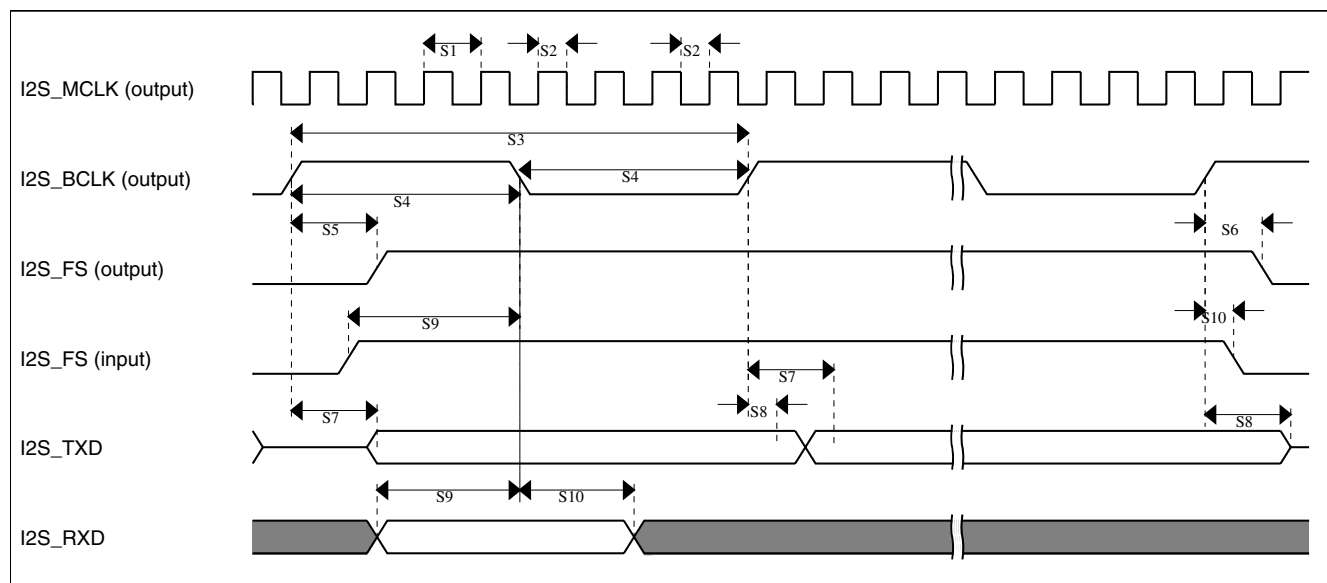 S1
S2
S2
I2S_MCLK (output)
S3
I2S_BCLK (output)
S4
S4
S5
S6
I2S_FS (output)
S9
S10
I2S_FS (input)
S7
S7
S8
S8
I2S_TXD
S9
S10
I2S_RXD